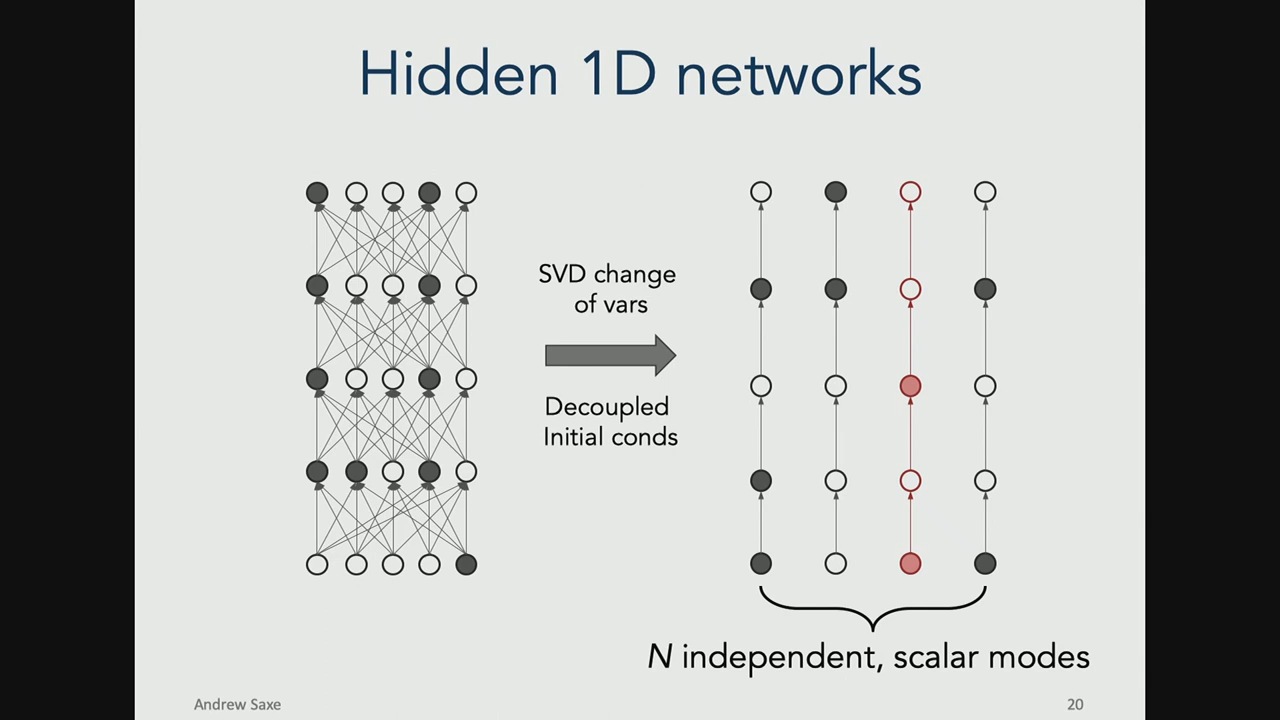 Hidden 1D networks
SVD change
of vars
Decoupled
Initial conds
N independent, scalar modes
Andrew Saxe
20